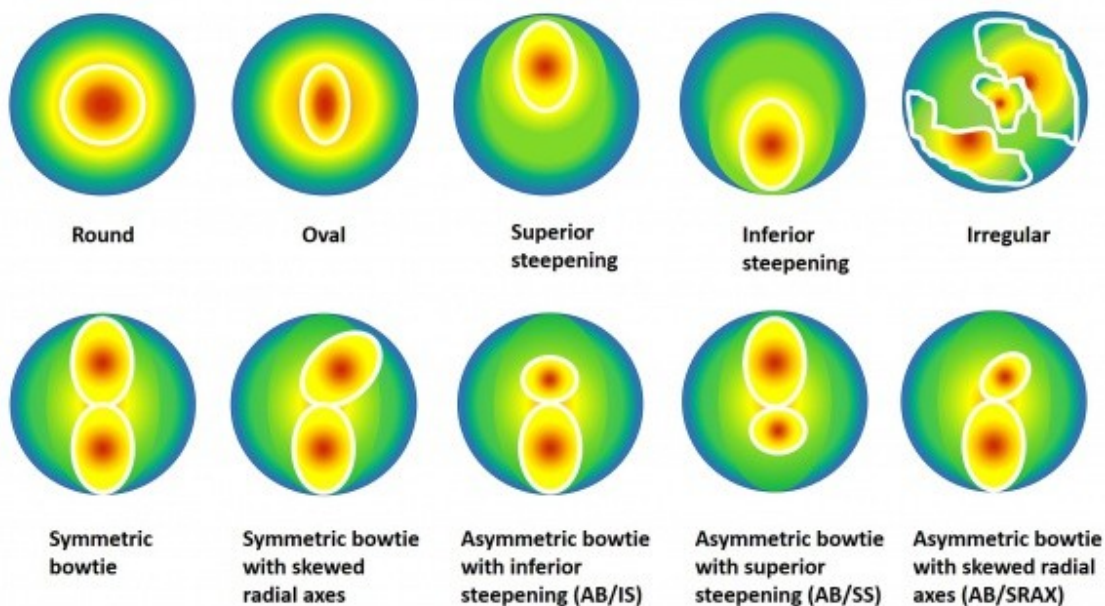 Round
Oval
Superior
steepening
Inferior
steepening
Irregular
Symmetric
bowtie
Symmetric bowtie
with skewed
radial axes
Asymmetric bowtie
with inferior
steepening (AB/IS)
Asymmetric bowtie
with superior
steepening (AB/SS)
Asymmetric bowtie
with skewed radial
axes (AB/SRAX)